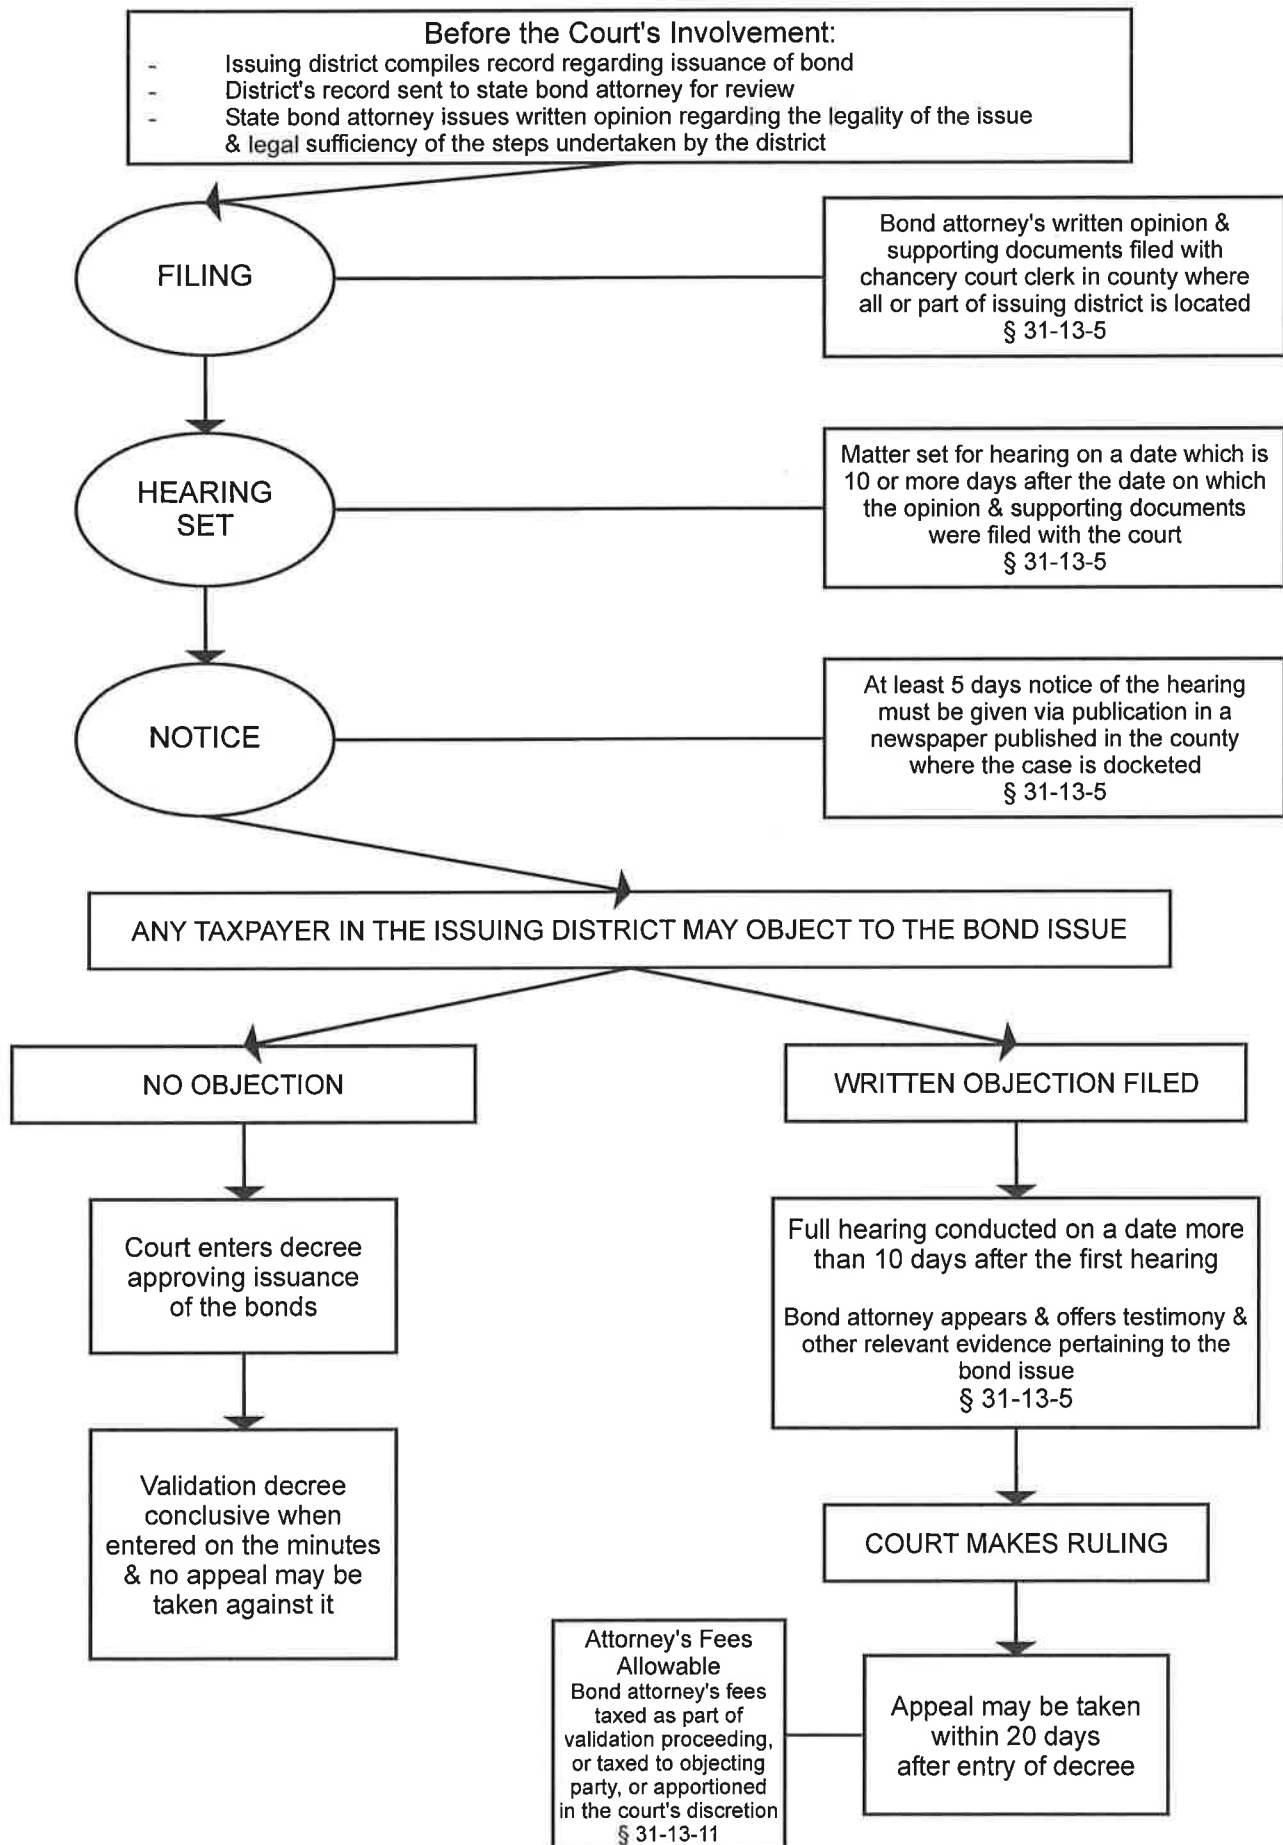 Before the Court's Involvement:
- Issuing district compiles record regarding issuance of bond
- District's record sent to state bond attorney for review
- State bond attorney issues written opinion regarding the legality of the issue
& legal sufficiency of the steps undertaken by the district
FILING
Bond attorney's written opinion &
supporting documents filed with
chancery court clerk in county where
all or part of issuing district is located
§ 31-13-5
HEARING
SET
Matter set for hearing on a date which is
10 or more days after the date on which
the opinion & supporting documents
were filed with the court
§ 31-13-5
NOTICE
At least 5 days notice of the hearing
must be given via publication in a
newspaper published in the county
where the case is docketed
§ 31-13-5
ANY TAXPAYER IN THE ISSUING DISTRICT MAY OBJECT TO THE BOND ISSUE
NO OBJECTION
Court enters decree
approving issuance
of the bonds
Validation decree
conclusive when
entered on the minutes
& no appeal may be
taken against it
WRITTEN OBJECTION FILED
Full hearing conducted on a date more
than 10 days after the first hearing
Bond attorney appears & offers testimony &
other relevant evidence pertaining to the
bond issue
§ 31-13-5
COURT MAKES RULING
Appeal may be taken
within 20 days
after entry of decree
Attorney's Fees
Allowable
Bond attorney's fees
taxed as part of
validation proceeding,
or taxed to objecting
party, or apportioned
in the court's discretion
§ 31-13-11